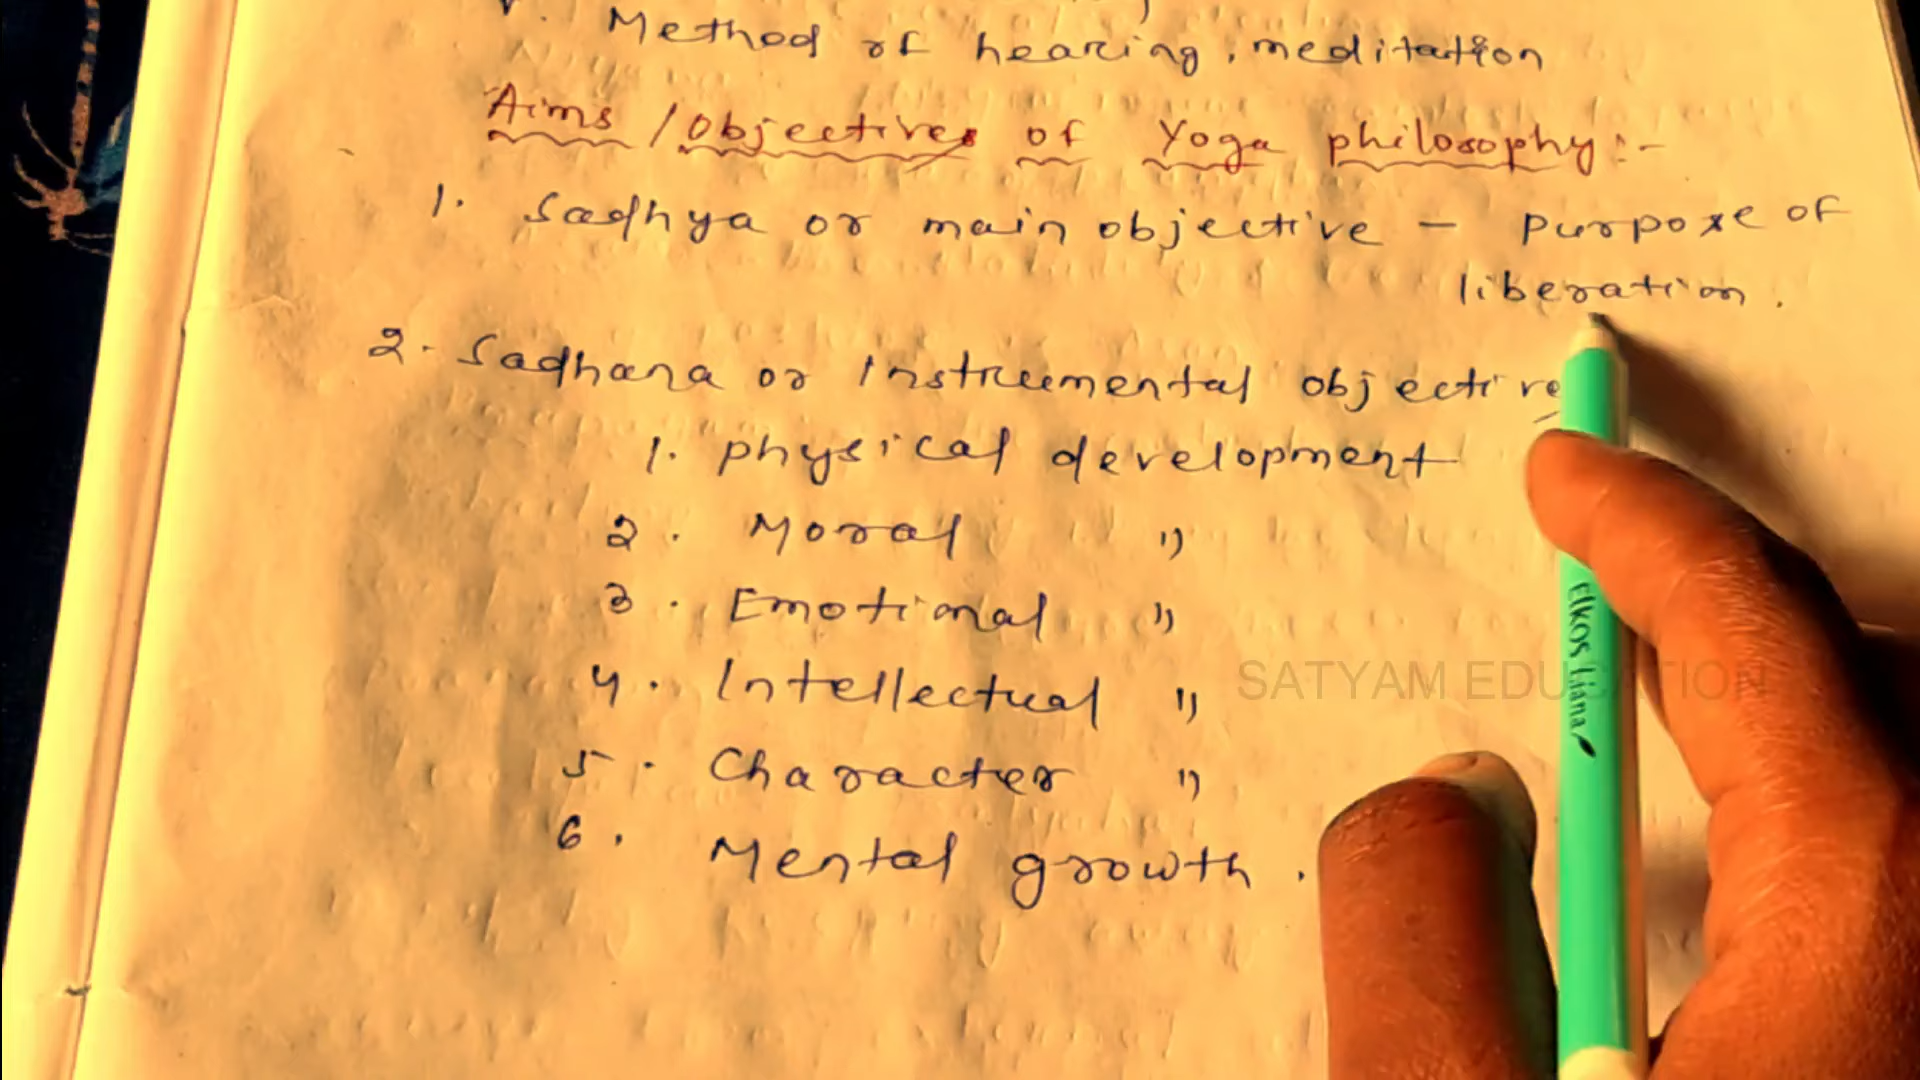 V. Method of hearing, meditation
Aims / Objectives of Yoga philosophy :-
1. Sadhya or main objective - purpose of
liberation.
2. Sadhana or Instrumental objective
1. physical development
2. Moral "
3. Emotional "
4. Intellectual "
5. Character "
6. Mental growth.
SATYAM EDUCATION
Elkos Liana